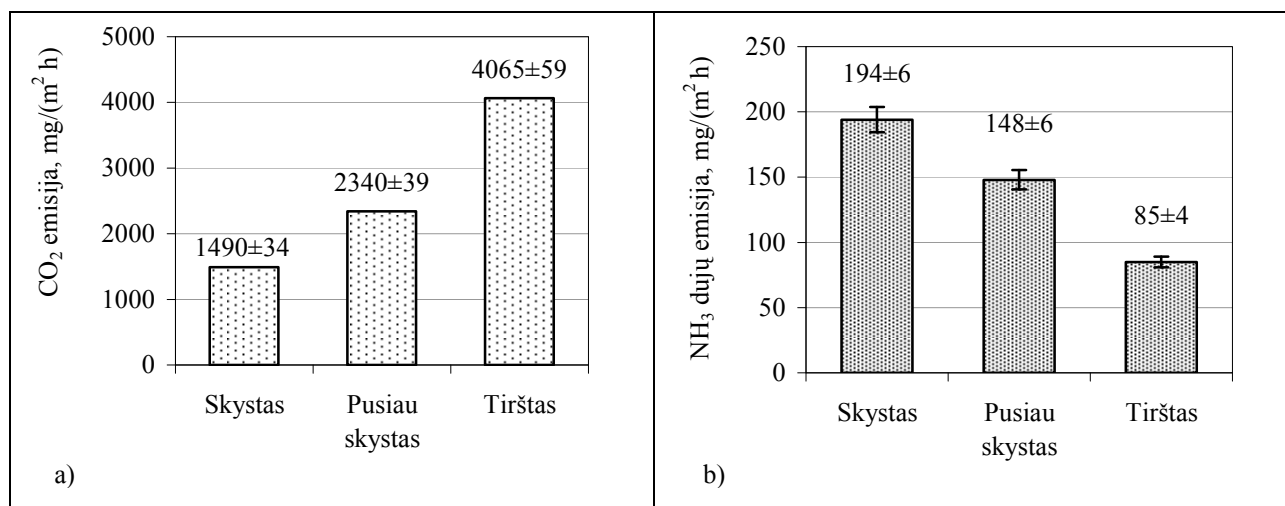 CO₂ emisija, mg/(m² h)
5000
4000
3000
2000
1000
0
1490±34
2340±39
4065±59
Skystas
Pusiau
skystas
Tirštas
a)
NH₃ dujų emisija, mg/(m² h)
250
200
150
100
50
0
194±6
148±6
85±4
Skystas
Pusiau
skystas
Tirštas
b)